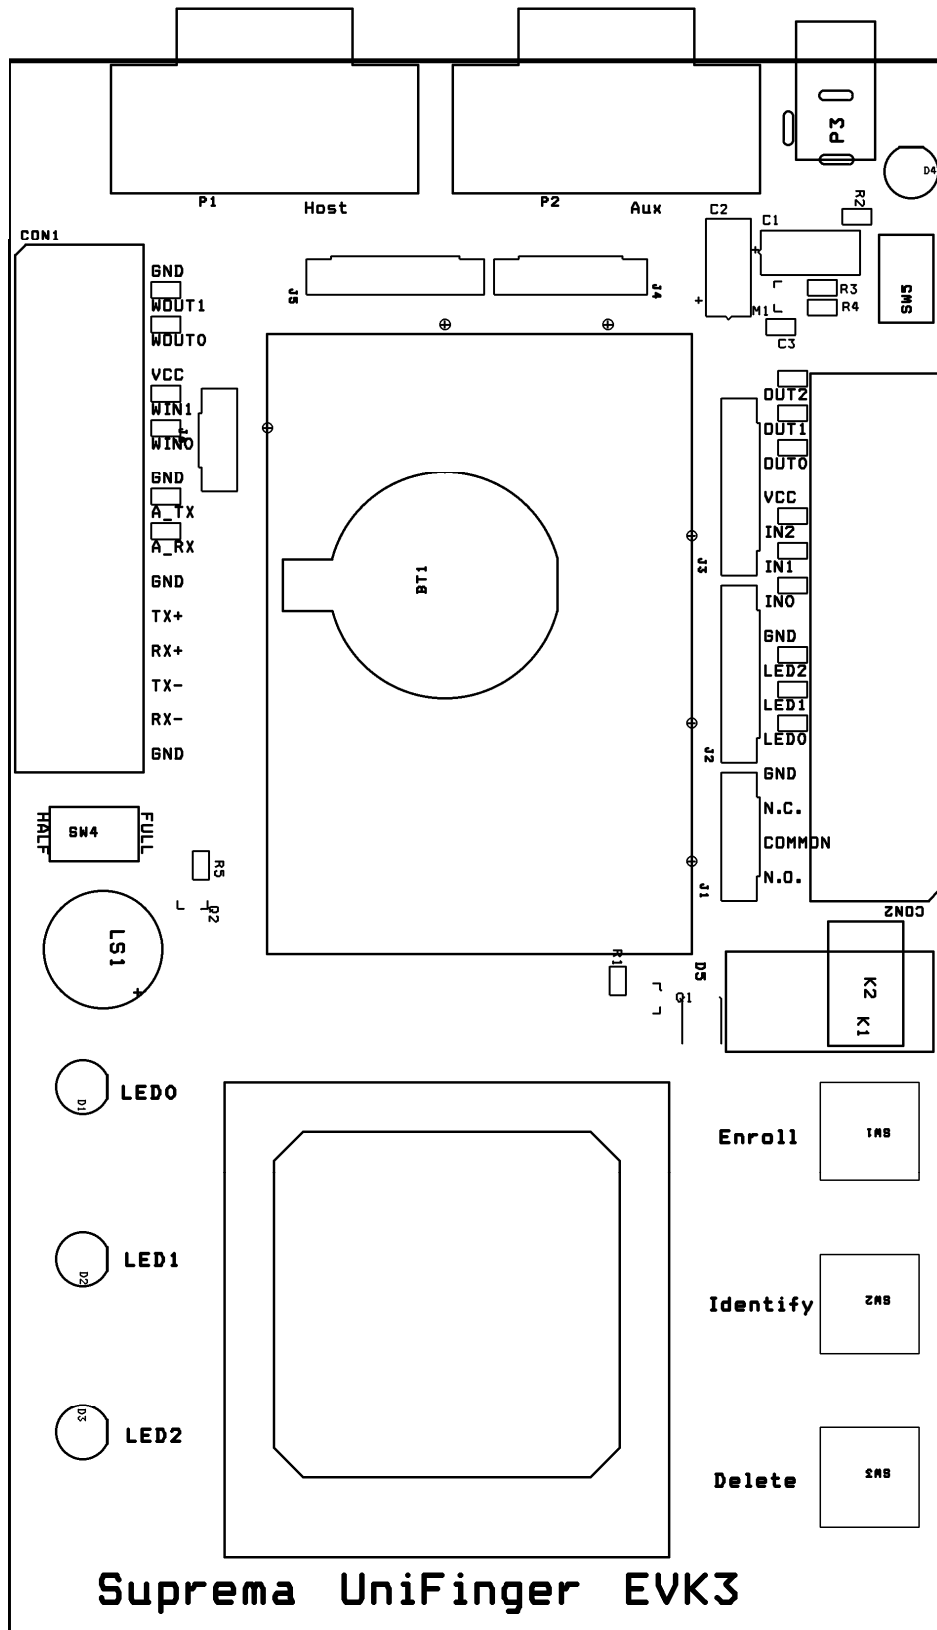 P3
D4
P1
Host
P2
Aux
R2
C2
C1
CON1
GND
WOUT1
WOUT0
VCC
WIN1
WIN0
GND
A_TX
A_RX
GND
TX+
RX+
TX-
RX-
GND
J5
J4
+
+
M1
R3
R4
C3
SW5
OUT2
OUT1
OUT0
VCC
IN2
IN1
IN0
GND
LED2
LED1
LED0
GND
N.C.
COMMON
N.O.
J3
J2
J1
BT1
HALF
SW4
FULL
R5
Q2
LS1
+
CON2
R1
D5
Q1
K2
K1
D1
LED0
Enroll
SW1
D2
LED1
Identify
SW2
D3
LED2
Delete
SW3
Suprema UniFinger EVK3